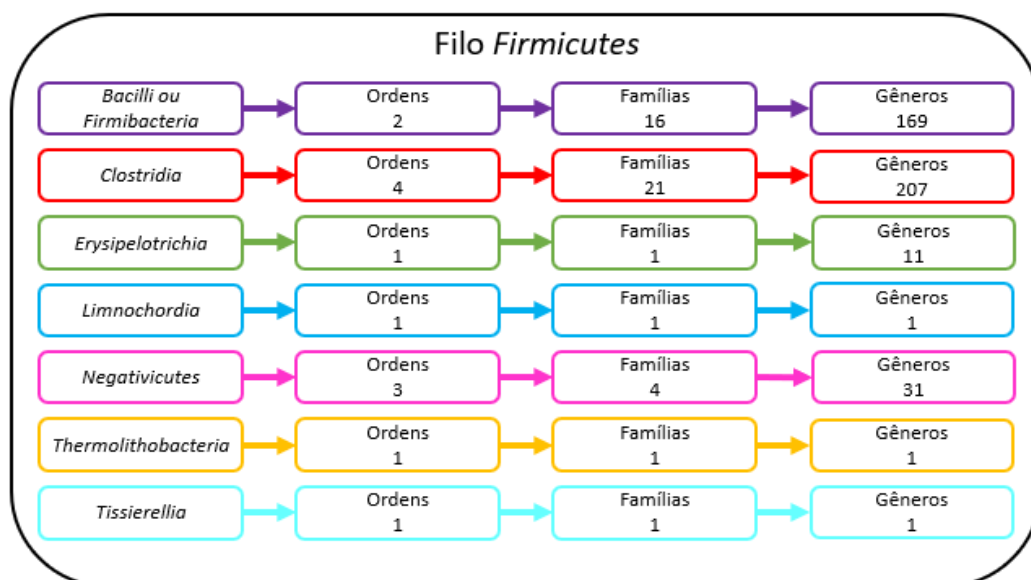 Filo Firmicutes
Bacilli ou
Firmibacteria
Ordens
2
Famílias
16
Gêneros
169
Clostridia
Ordens
4
Famílias
21
Gêneros
207
Erysipelotrichia
Ordens
1
Famílias
1
Gêneros
11
Limnochordia
Ordens
1
Famílias
1
Gêneros
1
Negativicutes
Ordens
3
Famílias
4
Gêneros
31
Thermolithobacteria
Ordens
1
Famílias
1
Gêneros
1
Tissierellia
Ordens
1
Famílias
1
Gêneros
1